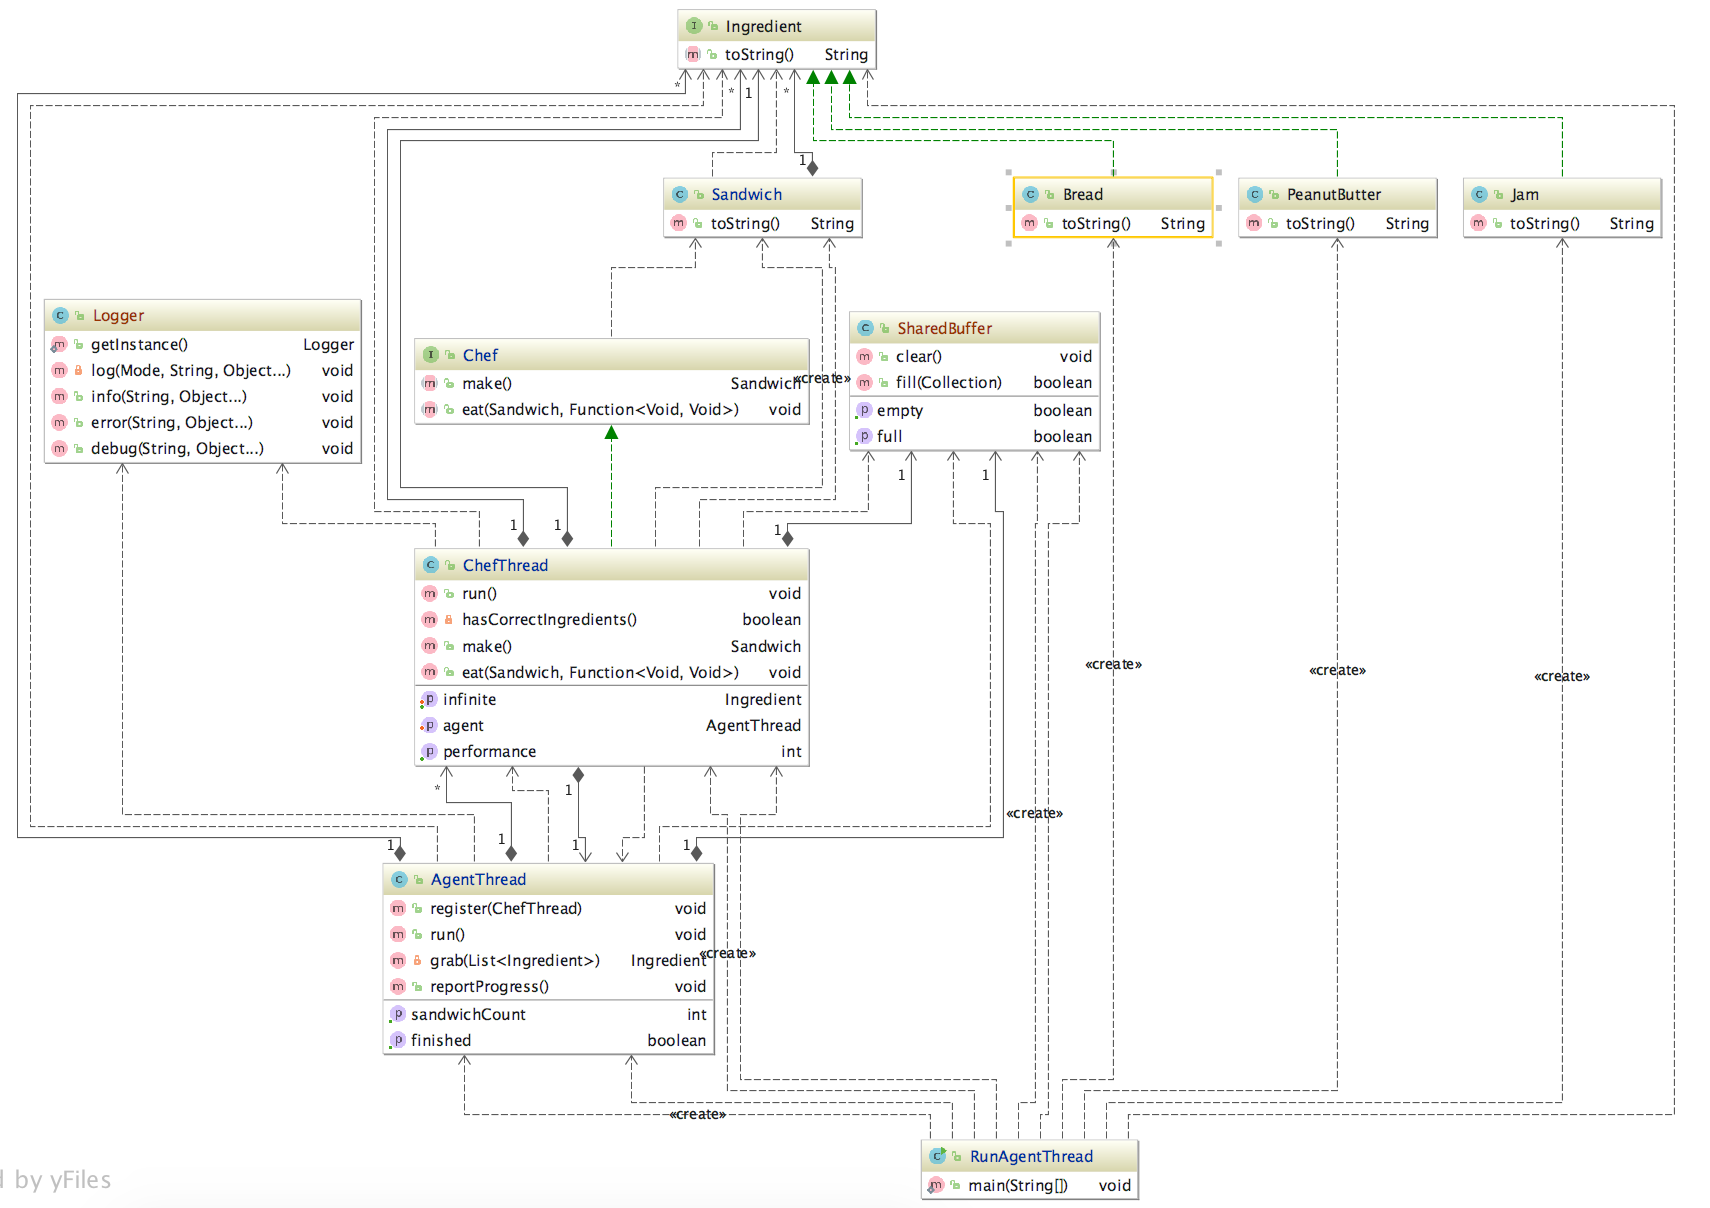 Ingredient
toString() String
*
* 1 *
1
Sandwich
toString() String
Bread
toString() String
PeanutButter
toString() String
Jam
toString() String
Logger
getInstance() Logger
log(Mode, String, Object...) void
info(String, Object...) void
error(String, Object...) void
debug(String, Object...) void
Chef
make() Sandwich
eat(Sandwich, Function<Void, Void>) void
«create»
SharedBuffer
clear() void
fill(Collection) boolean
empty boolean
full boolean
1 1
1 1 1
ChefThread
run() void
hasCorrectIngredients() boolean
make() Sandwich
eat(Sandwich, Function<Void, Void>) void
infinite Ingredient
agent AgentThread
performance int
«create»
«create»
«create»
* 1
«create»
1 1 1 1
AgentThread
register(ChefThread) void
run() void
grab(List<Ingredient>) Ingredient
reportProgress() void
sandwichCount int
finished boolean
«create»
«create»
RunAgentThread
main(String[]) void
d by yFiles